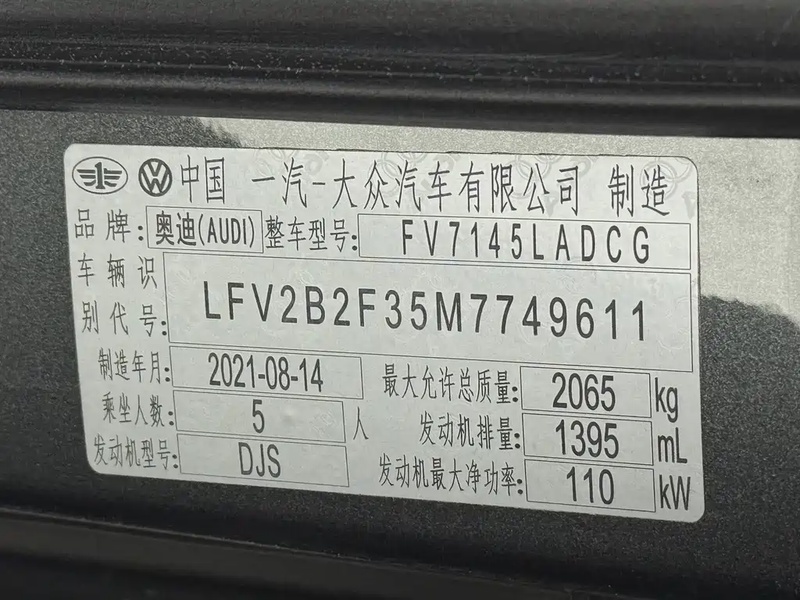 中国 一汽-大众汽车有限公司 制造
品牌: 奥迪(AUDI) 整车型号: FV7145LADCG
车辆识别代号: LFV2B2F35M7749611
制造年月: 2021-08-14 最大允许总质量: 2065 kg
乘坐人数: 5 人 发动机排量: 1395 mL
发动机型号: DJS 发动机最大净功率: 110 kW